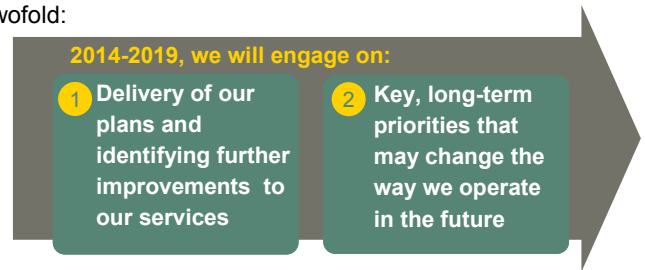 wofold:
2014-2019, we will engage on:
1 Delivery of our
plans and
identifying further
improvements to
our services
2 Key, long-term
priorities that
may change the
way we operate
in the future